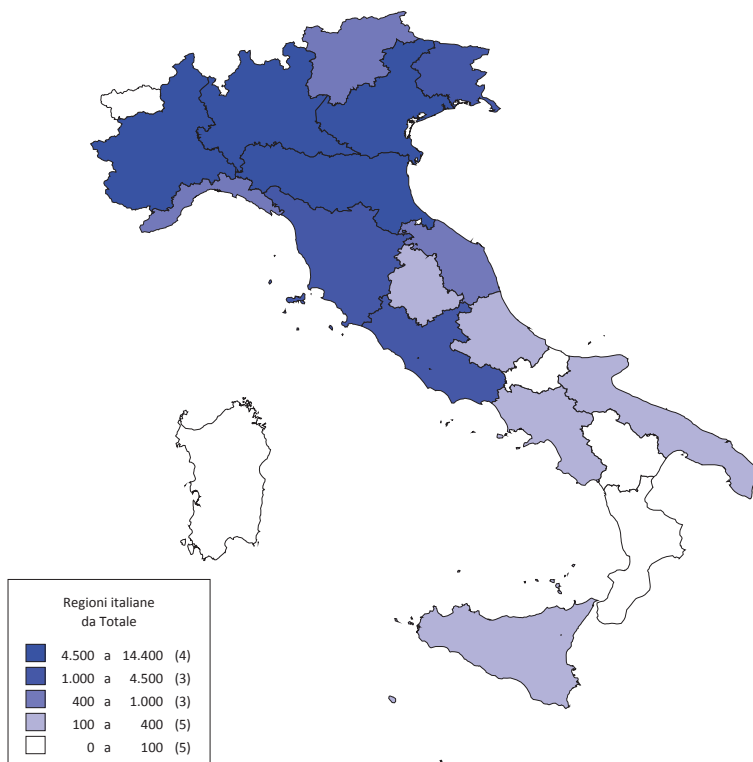 Regioni italiane
da Totale
4.500 a 14.400 (4)
1.000 a 4.500 (3)
400 a 1.000 (3)
100 a 400 (5)
0 a 100 (5)